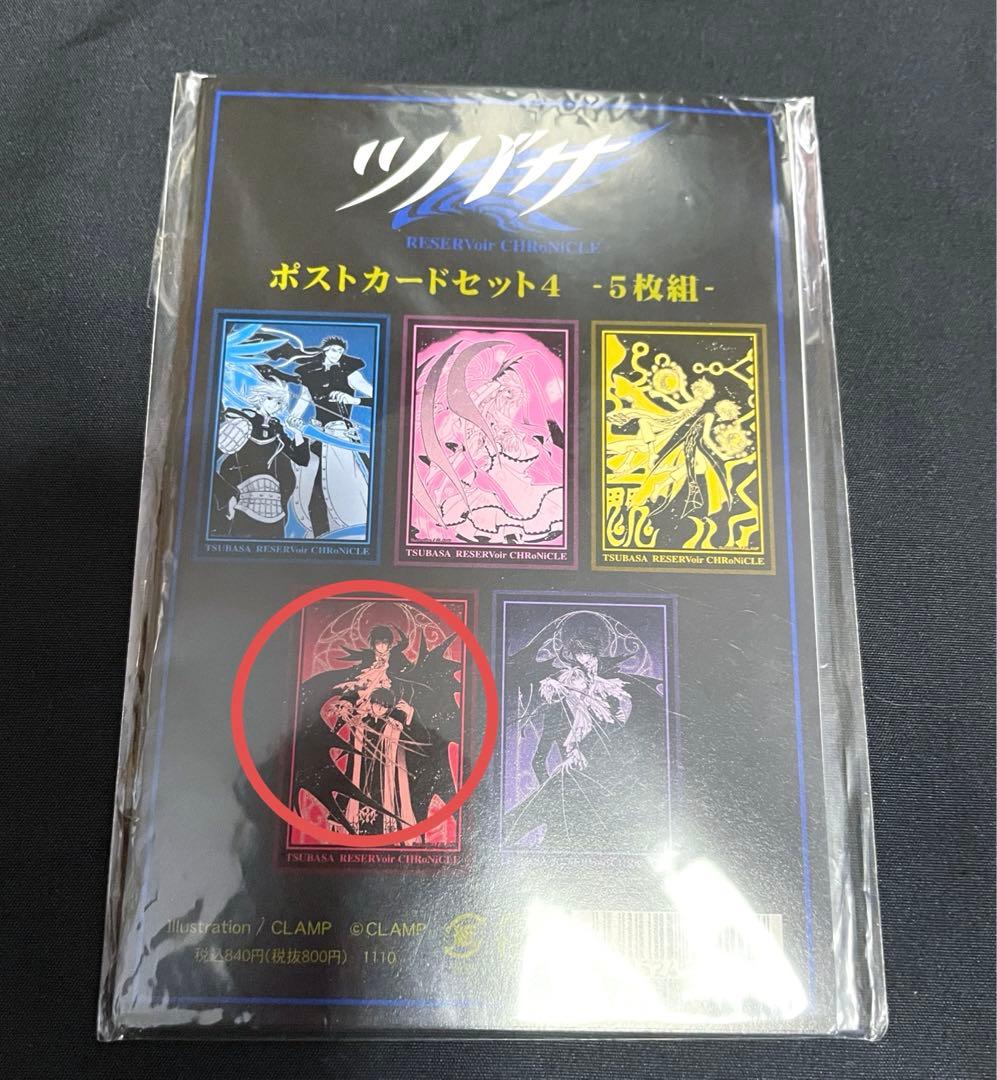 ツバサ
RESERVoir CHRoNiCLE
ポストカードセット4 -5枚組-
TSUBASA RESERVoir CHRoNiCLE
TSUBASA RESERVoir CHRoNiCLE
TSUBASA RESERVoir CHRoNiCLE
TSUBASA RESERVoir CHRoNiCLE
Illustration / CLAMP ©CLAMP
税込840円(税抜800円) 1110